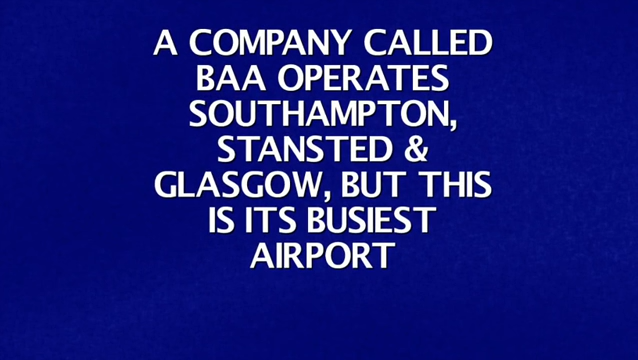 A COMPANY CALLED
BAA OPERATES
SOUTHAMPTON,
STANSTED &
GLASGOW, BUT THIS
IS ITS BUSIEST
AIRPORT